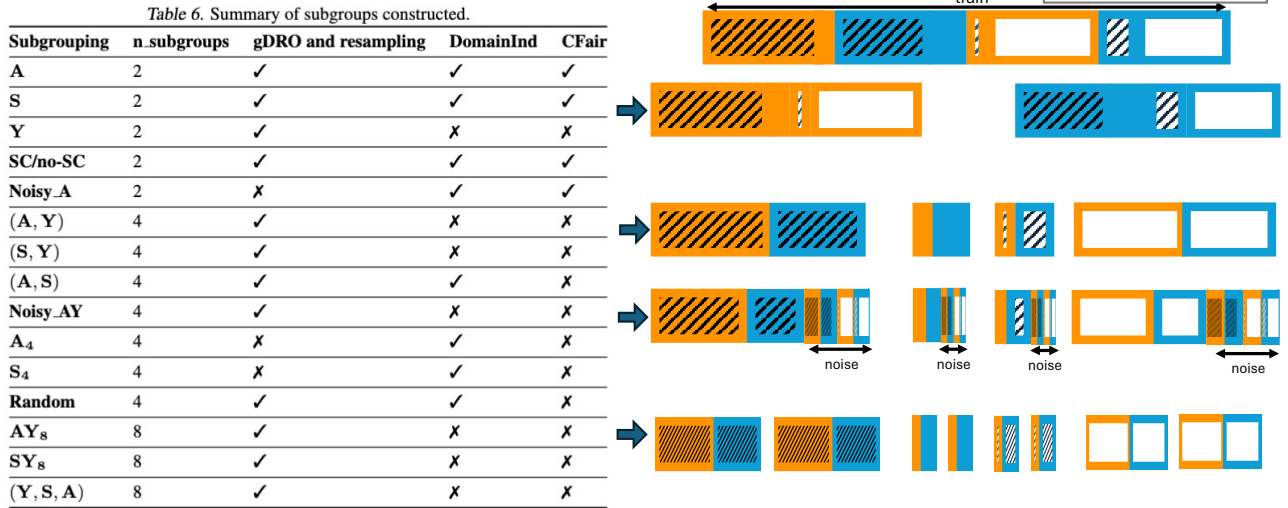 Table 6. Summary of subgroups constructed.
Subgrouping n_subgroups gDRO and resampling DomainInd CFair
A 2 ✓ ✓ ✓
S 2 ✓ ✓ ✓
Y 2 ✓ ✗ ✗
SC/no-SC 2 ✓ ✓ ✓
Noisy_A 2 ✗ ✓ ✓
(A, Y) 4 ✓ ✗ ✗
(S, Y) 4 ✓ ✗ ✗
(A, S) 4 ✓ ✓ ✗
Noisy_AY 4 ✓ ✗ ✗
A₄ 4 ✗ ✓ ✗
S₄ 4 ✗ ✓ ✗
Random 4 ✓ ✓ ✗
AY₈ 8 ✓ ✗ ✗
SY₈ 8 ✓ ✗ ✗
(Y, S, A) 8 ✓ ✗ ✗
train
noise noise noise noise